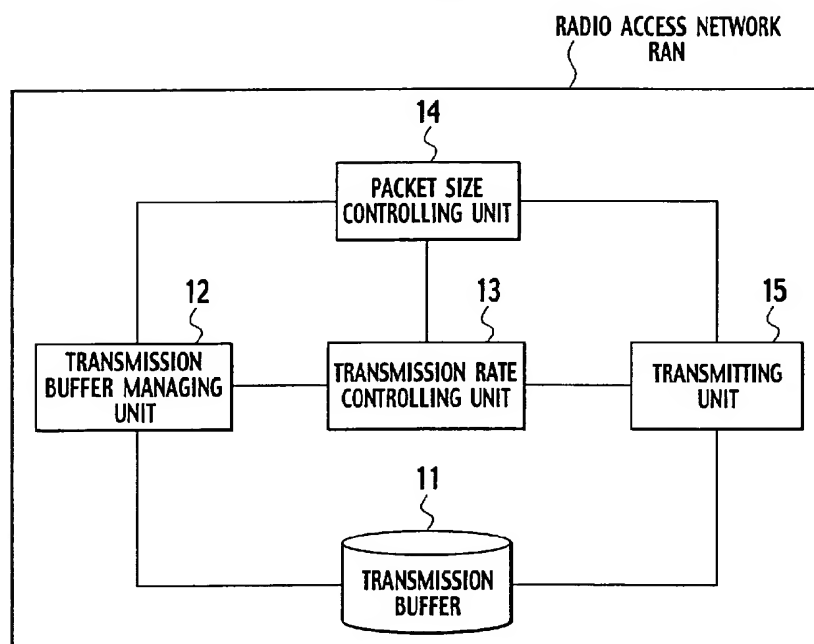 RADIO ACCESS NETWORK
RAN
14
PACKET SIZE
CONTROLLING UNIT
12
TRANSMISSION
BUFFER MANAGING
UNIT
13
TRANSMISSION RATE
CONTROLLING UNIT
15
TRANSMITTING
UNIT
11
TRANSMISSION
BUFFER